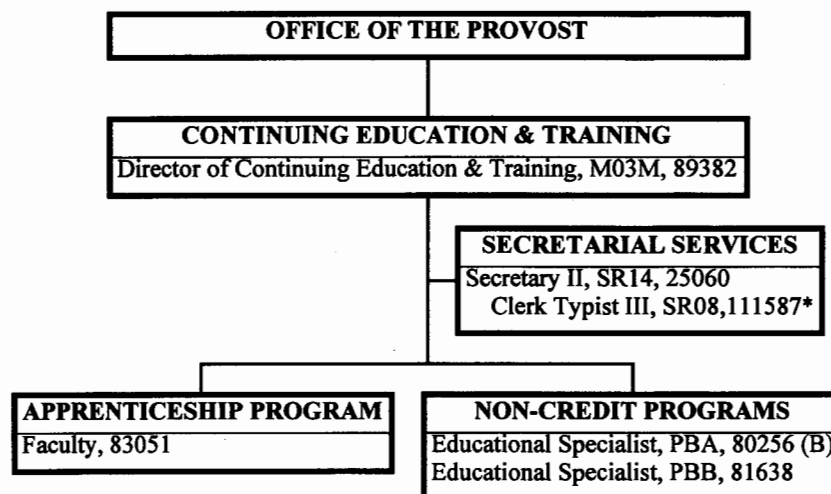 OFFICE OF THE PROVOST
CONTINUING EDUCATION & TRAINING
Director of Continuing Education & Training, M03M, 89382
SECRETARIAL SERVICES
Secretary II, SR14, 25060
Clerk Typist III, SR08,111587*
APPRENTICESHIP PROGRAM
Faculty, 83051
NON-CREDIT PROGRAMS
Educational Specialist, PBA, 80256 (B)
Educational Specialist, PBB, 81638